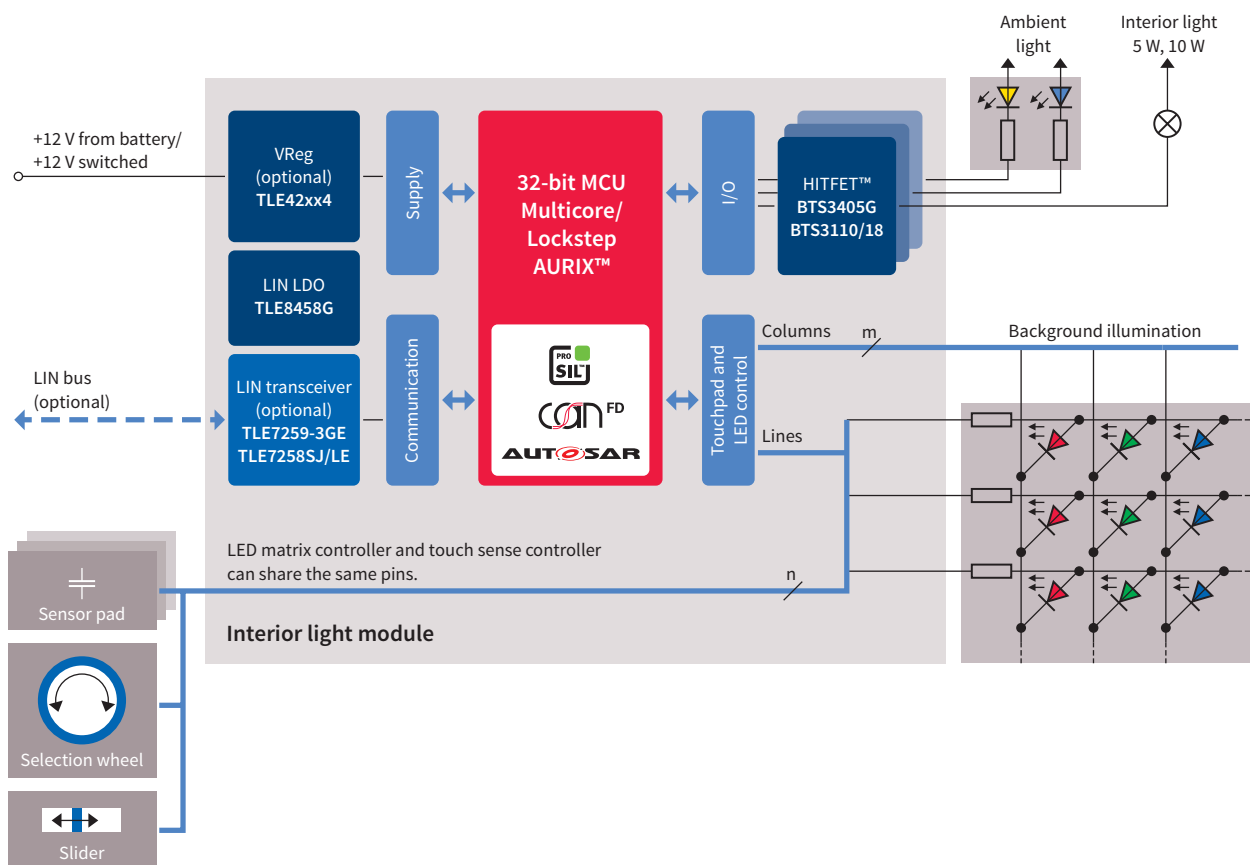 Ambient
light
Interior light
5 W, 10 W
+12 V from battery/
+12 V switched
VReg
(optional)
TLE42xx4
Supply
32-bit MCU
Multicore/
Lockstep
AURIX™
I/O
HITFET™
BTS3405G
BTS3110/18
LIN LDO
TLE8458G
LIN bus
(optional)
LIN transceiver
(optional)
TLE7259-3GE
TLE7258SJ/LE
Communication
PRO
SIL™
CAN FD
AUTOSAR
Touchpad and
LED control
Columns
m
Background illumination
Lines
LED matrix controller and touch sense controller
can share the same pins.
n
Interior light module
Sensor pad
Selection wheel
Slider